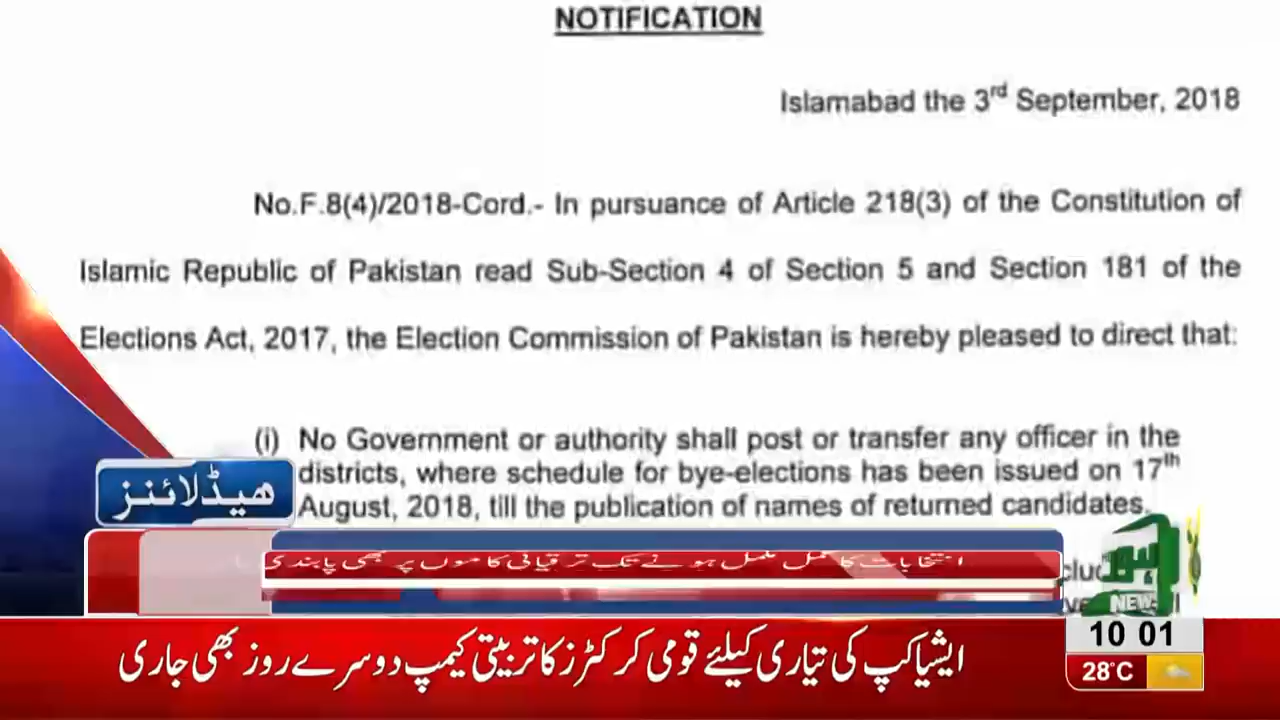 NOTIFICATION
Islamabad the 3rd September, 2018
No.F.8(4)/2018-Cord.- In pursuance of Article 218(3) of the Constitution of
Islamic Republic of Pakistan read Sub-Section 4 of Section 5 and Section 181 of the
Elections Act, 2017, the Election Commission of Pakistan is hereby pleased to direct that:
(i) No Government or authority shall post or transfer any officer in the
districts, where schedule for bye-elections has been issued on 17th
August, 2018, till the publication of names of returned candidates.
ہیڈلائنز
انتخابات کا عمل مکمل ہونے تک ترقیاتی کاموں پر بھی پابندی
لاہور
NEWS
ایشیا کپ کی تیاری کیلئے قومی کرکٹرز کا تربیتی کیمپ دوسرے روز بھی جاری
10 01
28°C